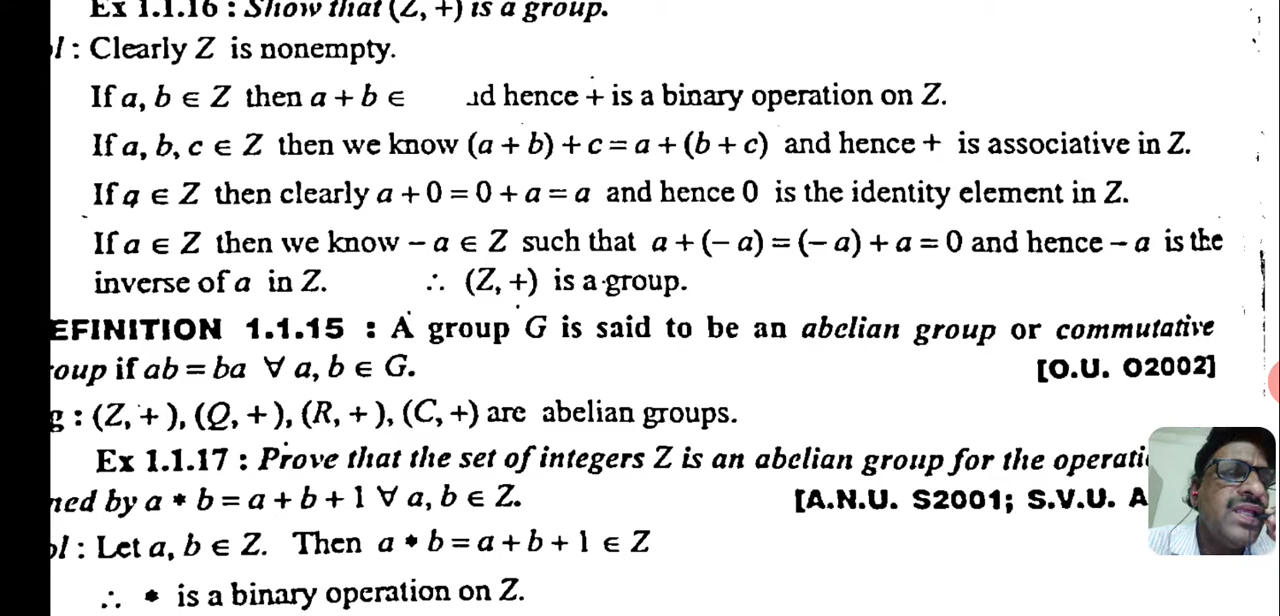 Ex 1.1.16 : Show that (Z, +) is a group.
l : Clearly Z is nonempty.
If a, b ∈ Z then a + b ∈ d hence + is a binary operation on Z.
If a, b, c ∈ Z then we know (a + b) + c = a + (b + c) and hence + is associative in Z.
If a ∈ Z then clearly a + 0 = 0 + a = a and hence 0 is the identity element in Z.
If a ∈ Z then we know – a ∈ Z such that a + (– a) = (– a) + a = 0 and hence – a is the
inverse of a in Z. ∴ (Z, +) is a group.
EFINITION 1.1.15 : A group G is said to be an abelian group or commutative
oup if ab = ba ∀ a, b ∈ G. [O.U. O2002]
g : (Z, + ), (Q, + ), (R, + ), (C, +) are abelian groups.
Ex 1.1.17 : Prove that the set of integers Z is an abelian group for the operati
ned by a * b = a + b + 1 ∀ a, b ∈ Z. [A.N.U. S2001; S.V.U. A
ol : Let a, b ∈ Z. Then a * b = a + b + 1 ∈ Z
∴ * is a binary operation on Z.